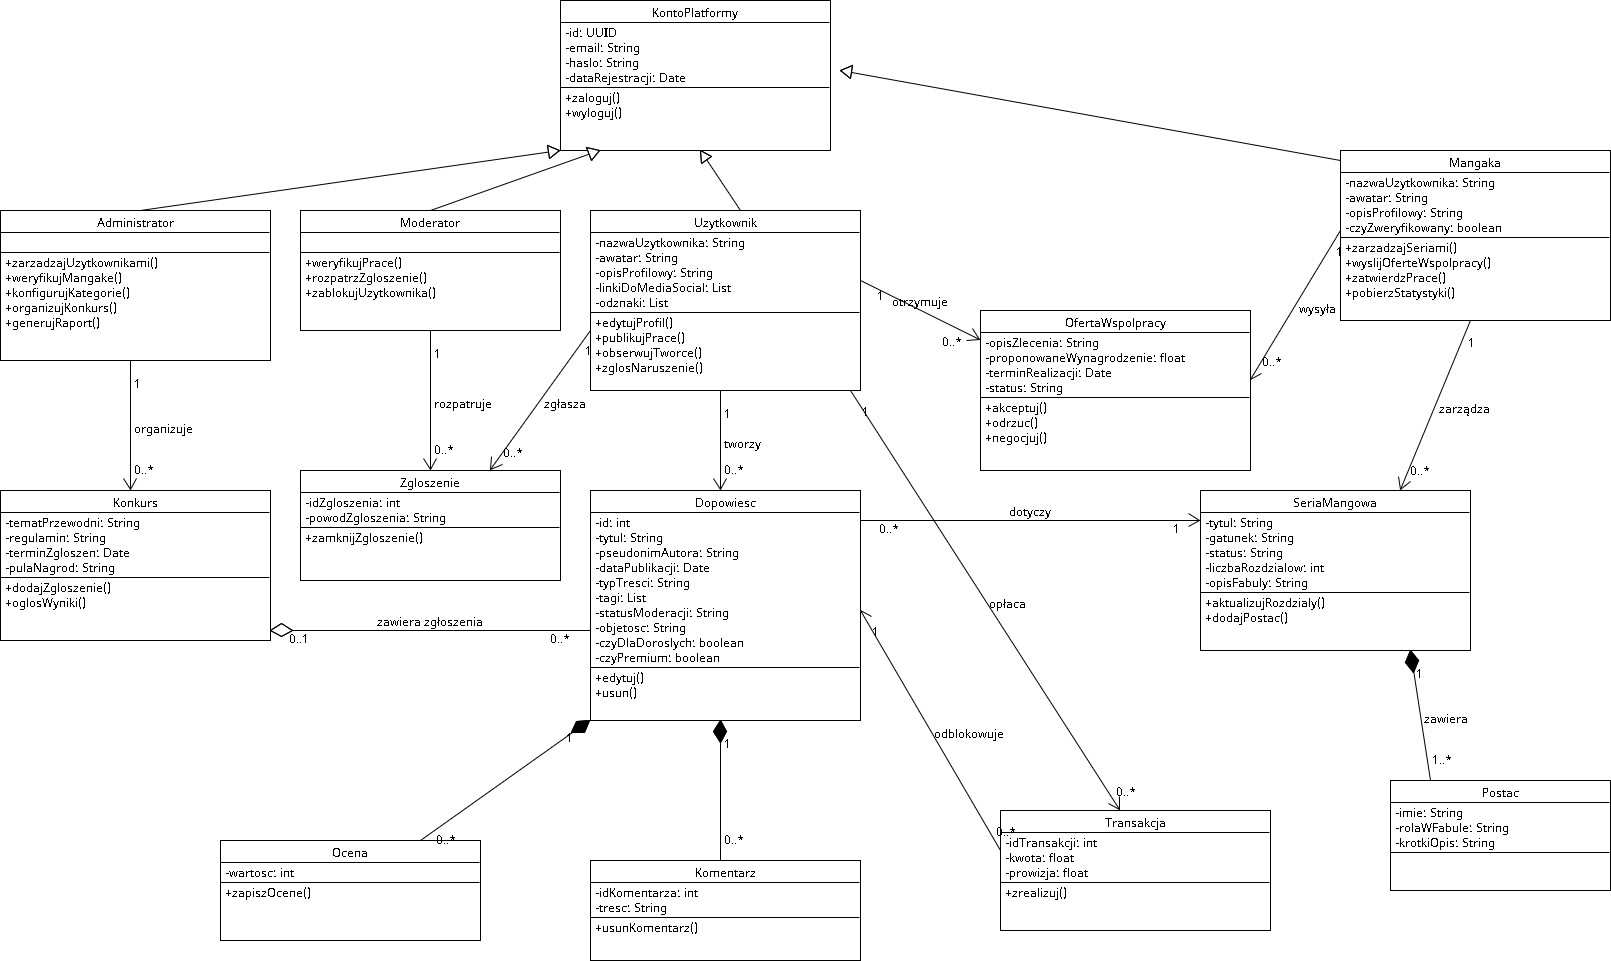 KontoPlatformy
-id: UUID
-email: String
-haslo: String
-dataRejestracji: Date
+zaloguj()
+wyloguj()
Mangaka
-nazwaUzytkownika: String
-awatar: String
-opisProfilowy: String
-czyZweryfikowany: boolean
+zarzadzajSeriami()
+wyslijOferteWspolpracy()
+zatwierdzPrace()
+pobierzStatystyki()
Administrator
+zarzadzajUzytkownikami()
+weryfikujMangake()
+konfigurujKategorie()
+organizujKonkurs()
+generujRaport()
Moderator
+weryfikujPrace()
+rozpatrzZgloszenie()
+zablokujUzytkownika()
Uzytkownik
-nazwaUzytkownika: String
-awatar: String
-opisProfilowy: String
-linkiDoMediaSocial: List
-odznaki: List
+edytujProfil()
+publikujPrace()
+obserwujTworce()
+zglosNaruszenie()
1
otrzymuje
0..*
1
wysyła
0..*
OfertaWspolpracy
-opisZlecenia: String
-proponowaneWynagrodzenie: float
-terminRealizacji: Date
-status: String
+akceptuj()
+odrzuc()
+negocjuj()
1
organizuje
0..*
1
rozpatruje
0..*
1
zgłasza
0..*
1
tworzy
0..*
1
opłaca
0..*
1
zarządza
0..*
Konkurs
-tematPrzewodni: String
-regulamin: String
-terminZgloszen: Date
-pulaNagrod: String
+dodajZgloszenie()
+oglosWyniki()
Zgloszenie
-idZgloszenia: int
-powodZgloszenia: String
+zamknijZgloszenie()
Dopowiesc
-id: int
-tytul: String
-pseudonimAutora: String
-dataPublikacji: Date
-typTresci: String
-tagi: List
-statusModeracji: String
-objetosc: String
-czyDlaDoroslych: boolean
-czyPremium: boolean
+edytuj()
+usun()
0..*
dotyczy
1
SeriaMangowa
-tytul: String
-gatunek: String
-status: String
-liczbaRozdzialow: int
-opisFabuly: String
+aktualizujRozdzialy()
+dodajPostac()
0..1
zawiera zgłoszenia
0..*
1
odblokowuje
0..*
1
zawiera
1..*
1
0..*
1
0..*
Ocena
-wartosc: int
+zapiszOcene()
Komentarz
-idKomentarza: int
-tresc: String
+usunKomentarz()
Transakcja
-idTransakcji: int
-kwota: float
-prowizja: float
+zrealizuj()
Postac
-imie: String
-rolaWFabule: String
-krotkiOpis: String